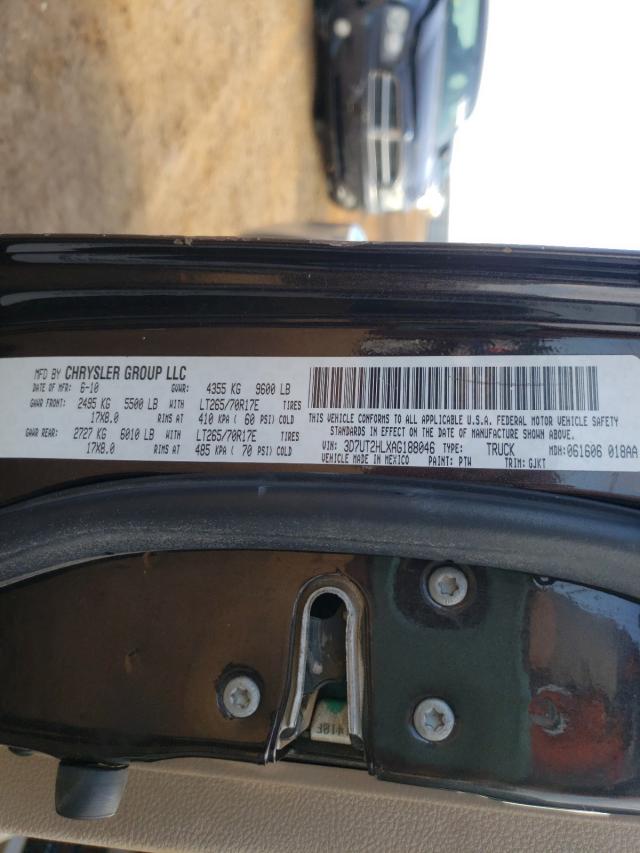 MFD BY CHRYSLER GROUP LLC
DATE OF MFR: 6-10 GVWR: 4355 KG 9600 LB
GAWR FRONT: 2495 KG 5500 LB WITH LT265/70R17E TIRES
17X8.0 RIMS AT 410 KPA ( 60 PSI) COLD
GAWR REAR: 2727 KG 6010 LB WITH LT265/70R17E TIRES
17X8.0 RIMS AT 485 KPA ( 70 PSI) COLD
THIS VEHICLE CONFORMS TO ALL APPLICABLE U.S.A. FEDERAL MOTOR VEHICLE SAFETY
STANDARDS IN EFFECT ON THE DATE OF MANUFACTURE SHOWN ABOVE.
VIN: 3D7UT2HLXAG188046 TYPE: TRUCK MDH: 061606 018AA
VEHICLE MADE IN MEXICO PAINT: PTW TRIM: GJKT
410F